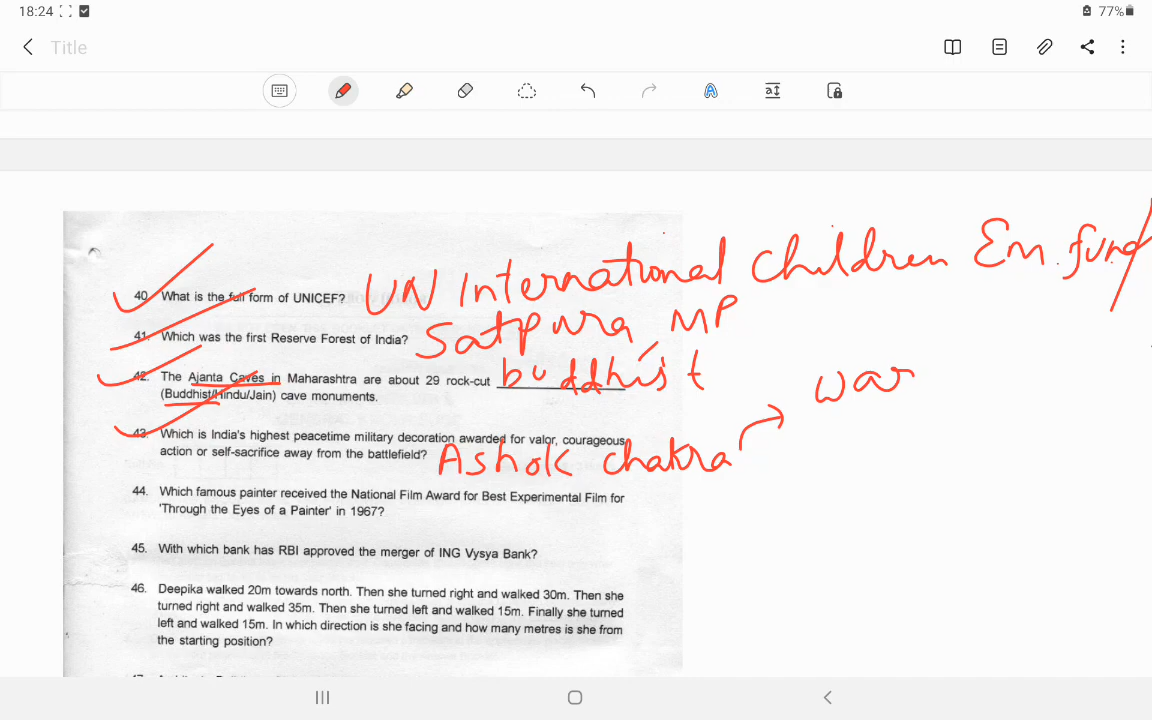 18:24 77%
Title
40. What is the full form of UNICEF? UN International Children Em. fund
41. Which was the first Reserve Forest of India? Satpura, MP
42. The Ajanta Caves in Maharashtra are about 29 rock-cut buddhist
(Buddhist/Hindu/Jain) cave monuments.
war
43. Which is India's highest peacetime military decoration awarded for valor, courageous
action or self-sacrifice away from the battlefield? Ashok chakra
44. Which famous painter received the National Film Award for Best Experimental Film for
'Through the Eyes of a Painter' in 1967?
45. With which bank has RBI approved the merger of ING Vysya Bank?
46. Deepika walked 20m towards north. Then she turned right and walked 30m. Then she
turned right and walked 35m. Then she turned left and walked 15m. Finally she turned
left and walked 15m. In which direction is she facing and how many metres is she from
the starting position?